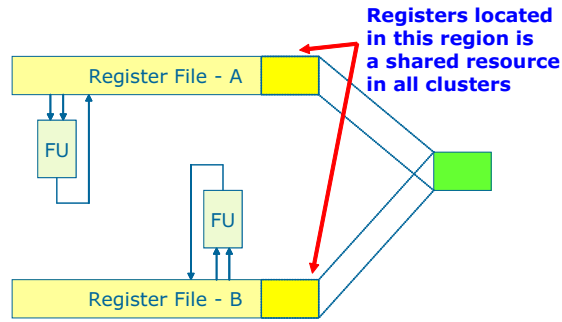 Registers located
in this region is
a shared resource
in all clusters
Register File - A
FU
FU
Register File - B